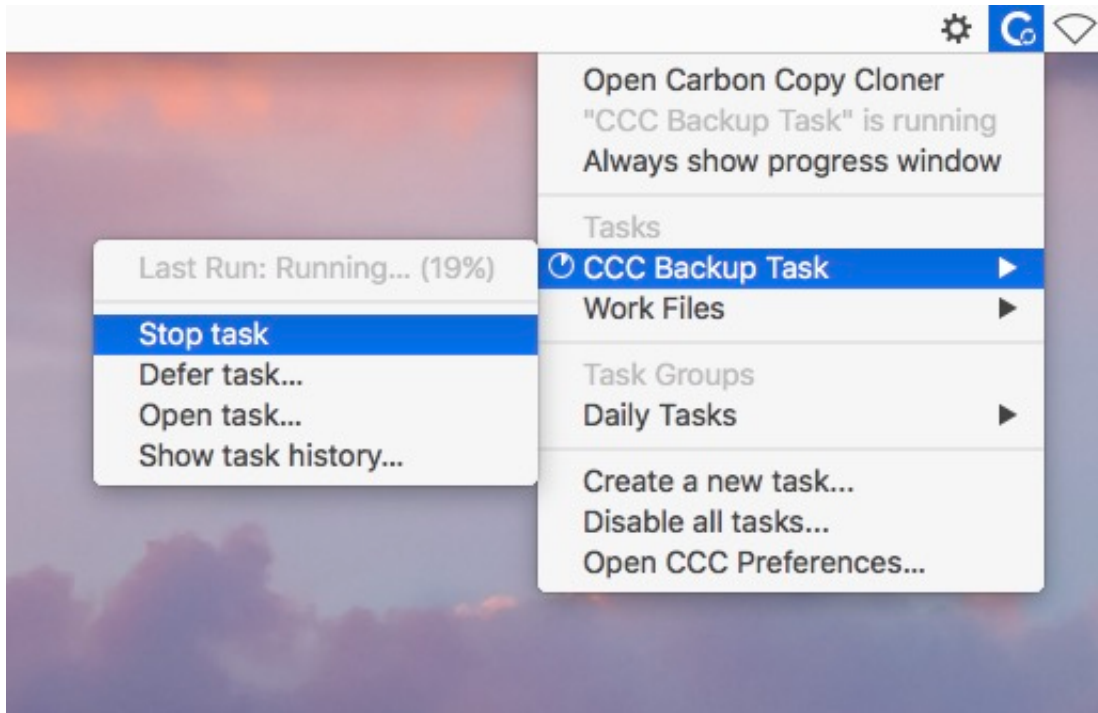 Open Carbon Copy Cloner
"CCC Backup Task" is running
Always show progress window
Tasks
CCC Backup Task
Work Files
Task Groups
Daily Tasks
Create a new task...
Disable all tasks...
Open CCC Preferences...
Last Run: Running... (19%)
Stop task
Defer task...
Open task...
Show task history...